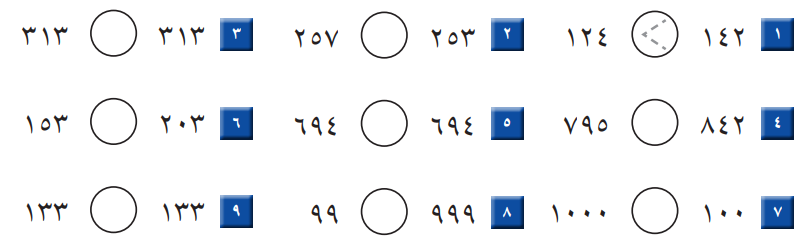 ١ ١٤٢ < ١٢٤ ٢ ٢٥٣ ٢٥٧ ٣ ٣١٣ ٣١٣
٤ ٨٤٢ ٧٩٥ ٥ ٦٩٤ ٦٩٤ ٦ ٢٠٣ ١٥٣
٧ ١٠٠ ١٠٠٠ ٨ ٩٩٩ ٩٩ ٩ ١٣٣ ١٣٣